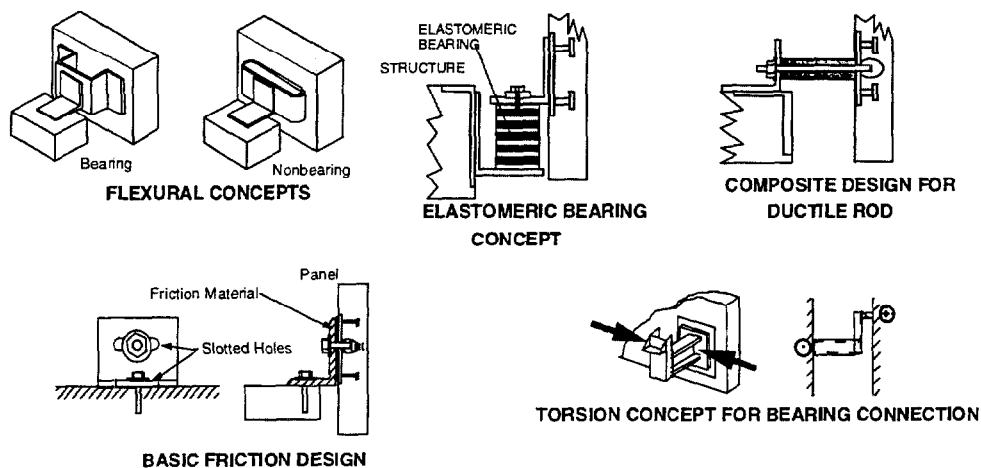 Bearing
Nonbearing
FLEXURAL CONCEPTS
ELASTOMERIC
BEARING
STRUCTURE
ELASTOMERIC BEARING
CONCEPT
COMPOSITE DESIGN FOR
DUCTILE ROD
Panel
Friction Material
Slotted Holes
BASIC FRICTION DESIGN
TORSION CONCEPT FOR BEARING CONNECTION